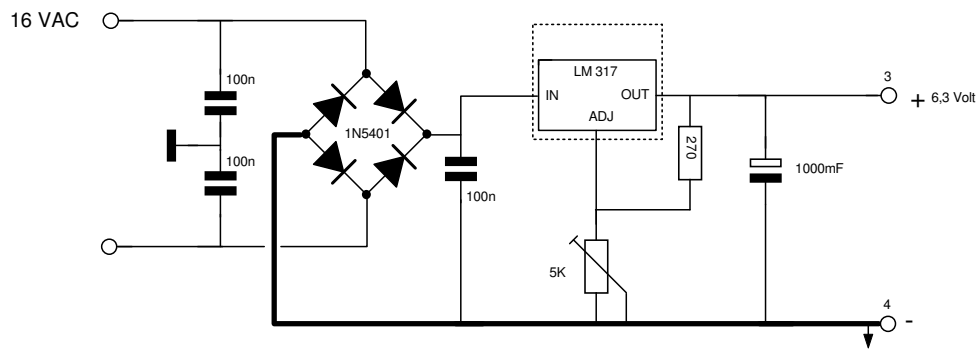 16 VAC
100n
100n
1N5401
100n
LM 317
IN
OUT
ADJ
270
5K
1000mF
3
+ 6,3 Volt
4
-